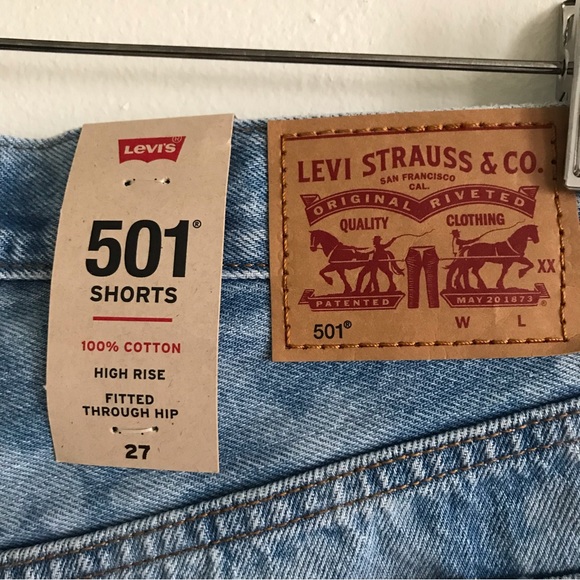 LEVI'S®
501®
SHORTS
100% COTTON
HIGH RISE
FITTED
THROUGH HIP
27
LEVI STRAUSS & CO.
SAN FRANCISCO
CAL.
ORIGINAL RIVETED
QUALITY CLOTHING
XX
PATENTED MAY 20 1873
®
501® W L